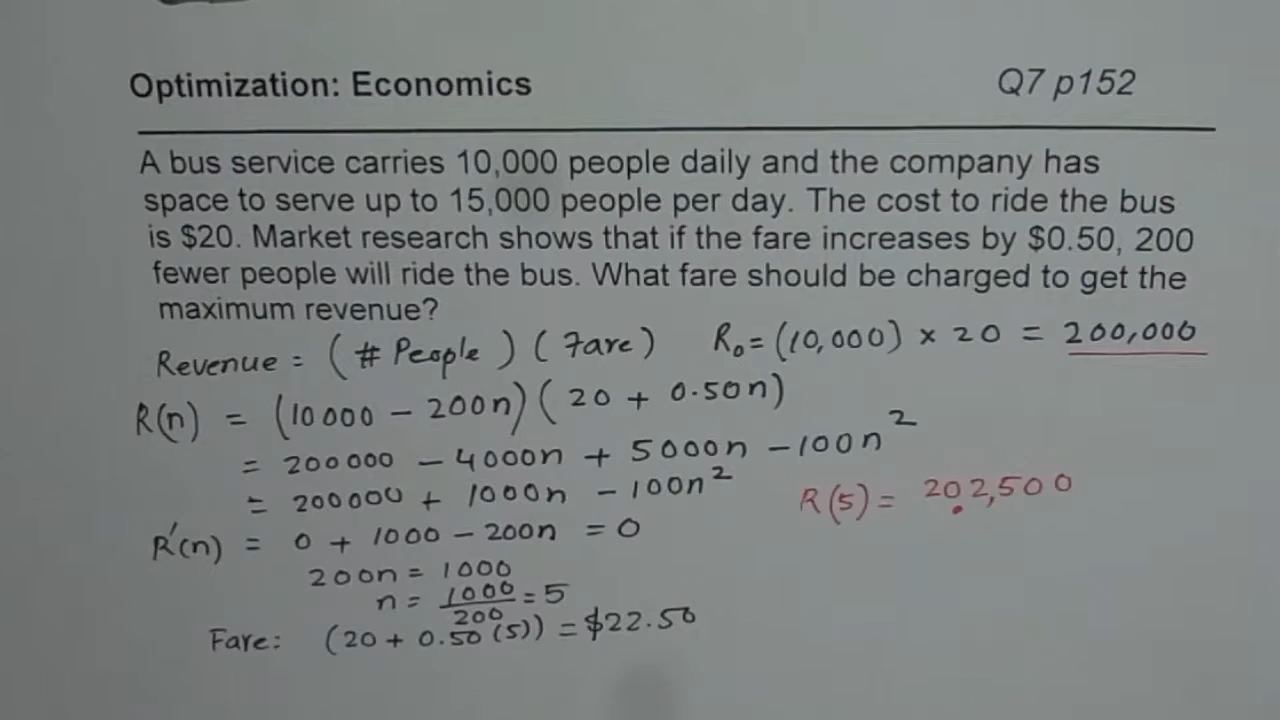 Optimization: Economics Q7 p152
A bus service carries 10,000 people daily and the company has
space to serve up to 15,000 people per day. The cost to ride the bus
is $20. Market research shows that if the fare increases by $0.50, 200
fewer people will ride the bus. What fare should be charged to get the
maximum revenue?
Revenue = (# People) (Fare) R₀ = (10,000) × 20 = 200,000
R(n) = (10000 - 200n)(20 + 0.50n)
= 200000 - 4000n + 5000n - 100n²
= 200000 + 1000n - 100n² R(5) = 202,500
R'(n) = 0 + 1000 - 200n = 0
200n = 1000
n = 1000/200 = 5
Fare: (20 + 0.50(5)) = $22.50